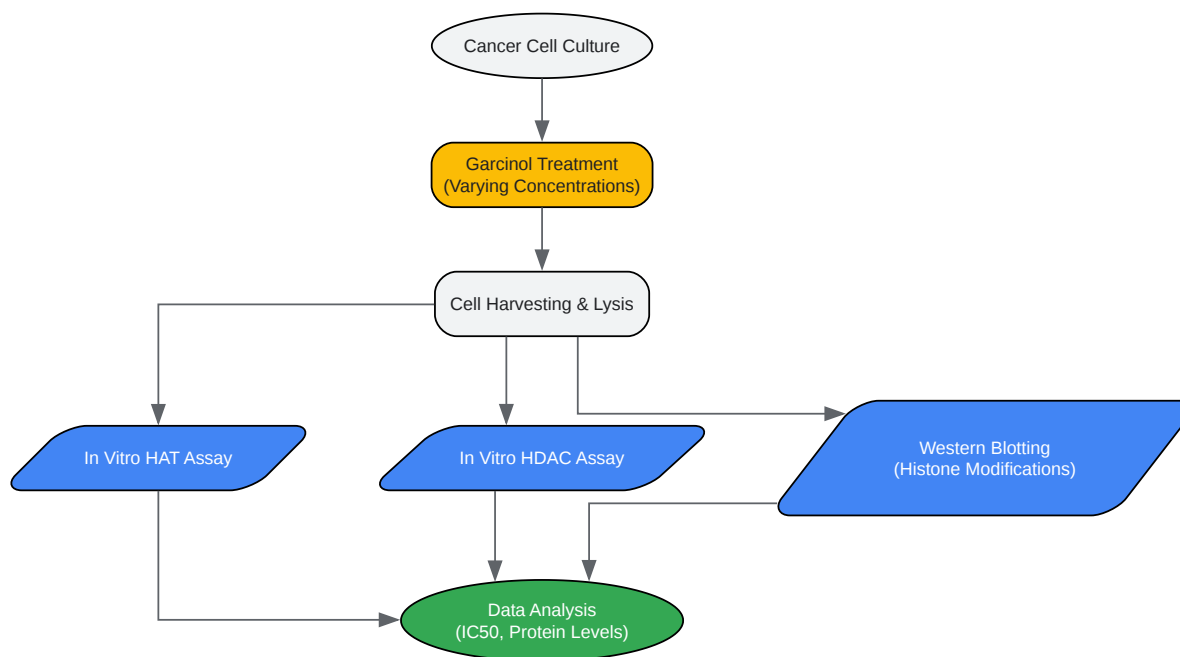 Cancer Cell Culture
Garcinol Treatment
(Varying Concentrations)
Cell Harvesting & Lysis
In Vitro HAT Assay
In Vitro HDAC Assay
Western Blotting
(Histone Modifications)
Data Analysis
(IC50, Protein Levels)